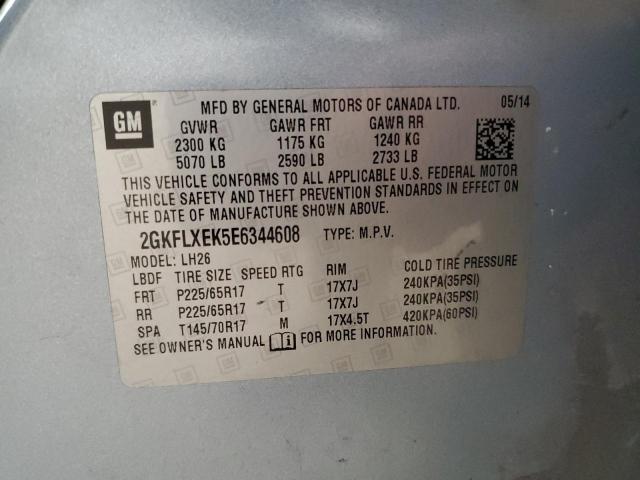 GM MFD BY GENERAL MOTORS OF CANADA LTD. 05/14
GVWR GAWR FRT GAWR RR
2300 KG 1175 KG 1240 KG
5070 LB 2590 LB 2733 LB
THIS VEHICLE CONFORMS TO ALL APPLICABLE U.S. FEDERAL MOTOR
VEHICLE SAFETY AND THEFT PREVENTION STANDARDS IN EFFECT ON
THE DATE OF MANUFACTURE SHOWN ABOVE.
2GKFLXEK5E6344608 TYPE: M.P.V.
MODEL: LH26
LBDF TIRE SIZE SPEED RTG RIM COLD TIRE PRESSURE
FRT P225/65R17 T 17X7J 240KPA(35PSI)
RR P225/65R17 T 17X7J 240KPA(35PSI)
SPA T145/70R17 M 17X4.5T 420KPA(60PSI)
SEE OWNER'S MANUAL FOR MORE INFORMATION.